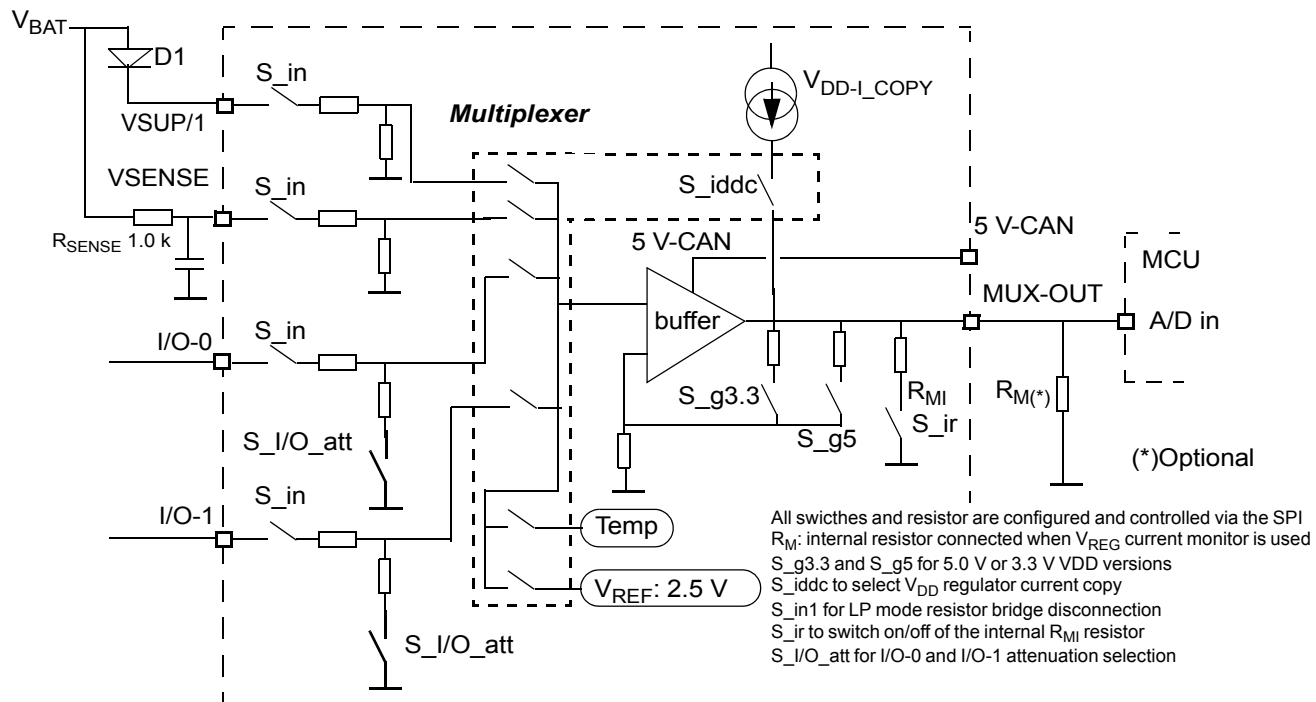 VBAT
D1
S_in
VDD-I_COPY
VSUP/1
Multiplexer
VSENSE
S_in
S_iddc
RSENSE 1.0 k
5 V-CAN
5 V-CAN
MCU
MUX-OUT
buffer
A/D in
I/O-0
S_in
S_g3.3
RMI
RM(*)
S_g5
S_ir
S_I/O_att
(*)Optional
S_in
I/O-1
Temp
VREF: 2.5 V
S_I/O_att
All swicthes and resistor are configured and controlled via the SPI
RM: internal resistor connected when VREG current monitor is used
S_g3.3 and S_g5 for 5.0 V or 3.3 V VDD versions
S_iddc to select VDD regulator current copy
S_in1 for LP mode resistor bridge disconnection
S_ir to switch on/off of the internal RMI resistor
S_I/O_att for I/O-0 and I/O-1 attenuation selection